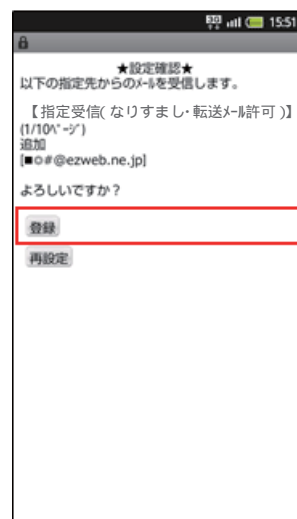 3G 15:51
★設定確認★
以下の指定先からのﾒｰﾙを受信します。
【指定受信(なりすまし・転送ﾒｰﾙ許可)】
(1/10ﾍﾟｰｼﾞ)
追加
[■○#@ezweb.ne.jp]
よろしいですか？
登録
再設定